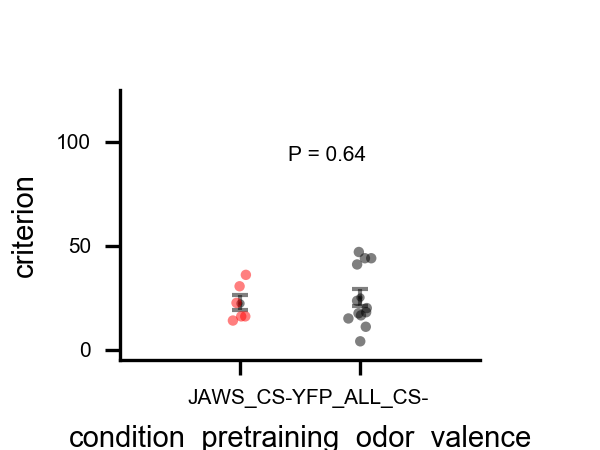 100
P = 0.64
criterion
50
0
JAWS_CS-YFP_ALL_CS-
condition_pretraining_odor_valence